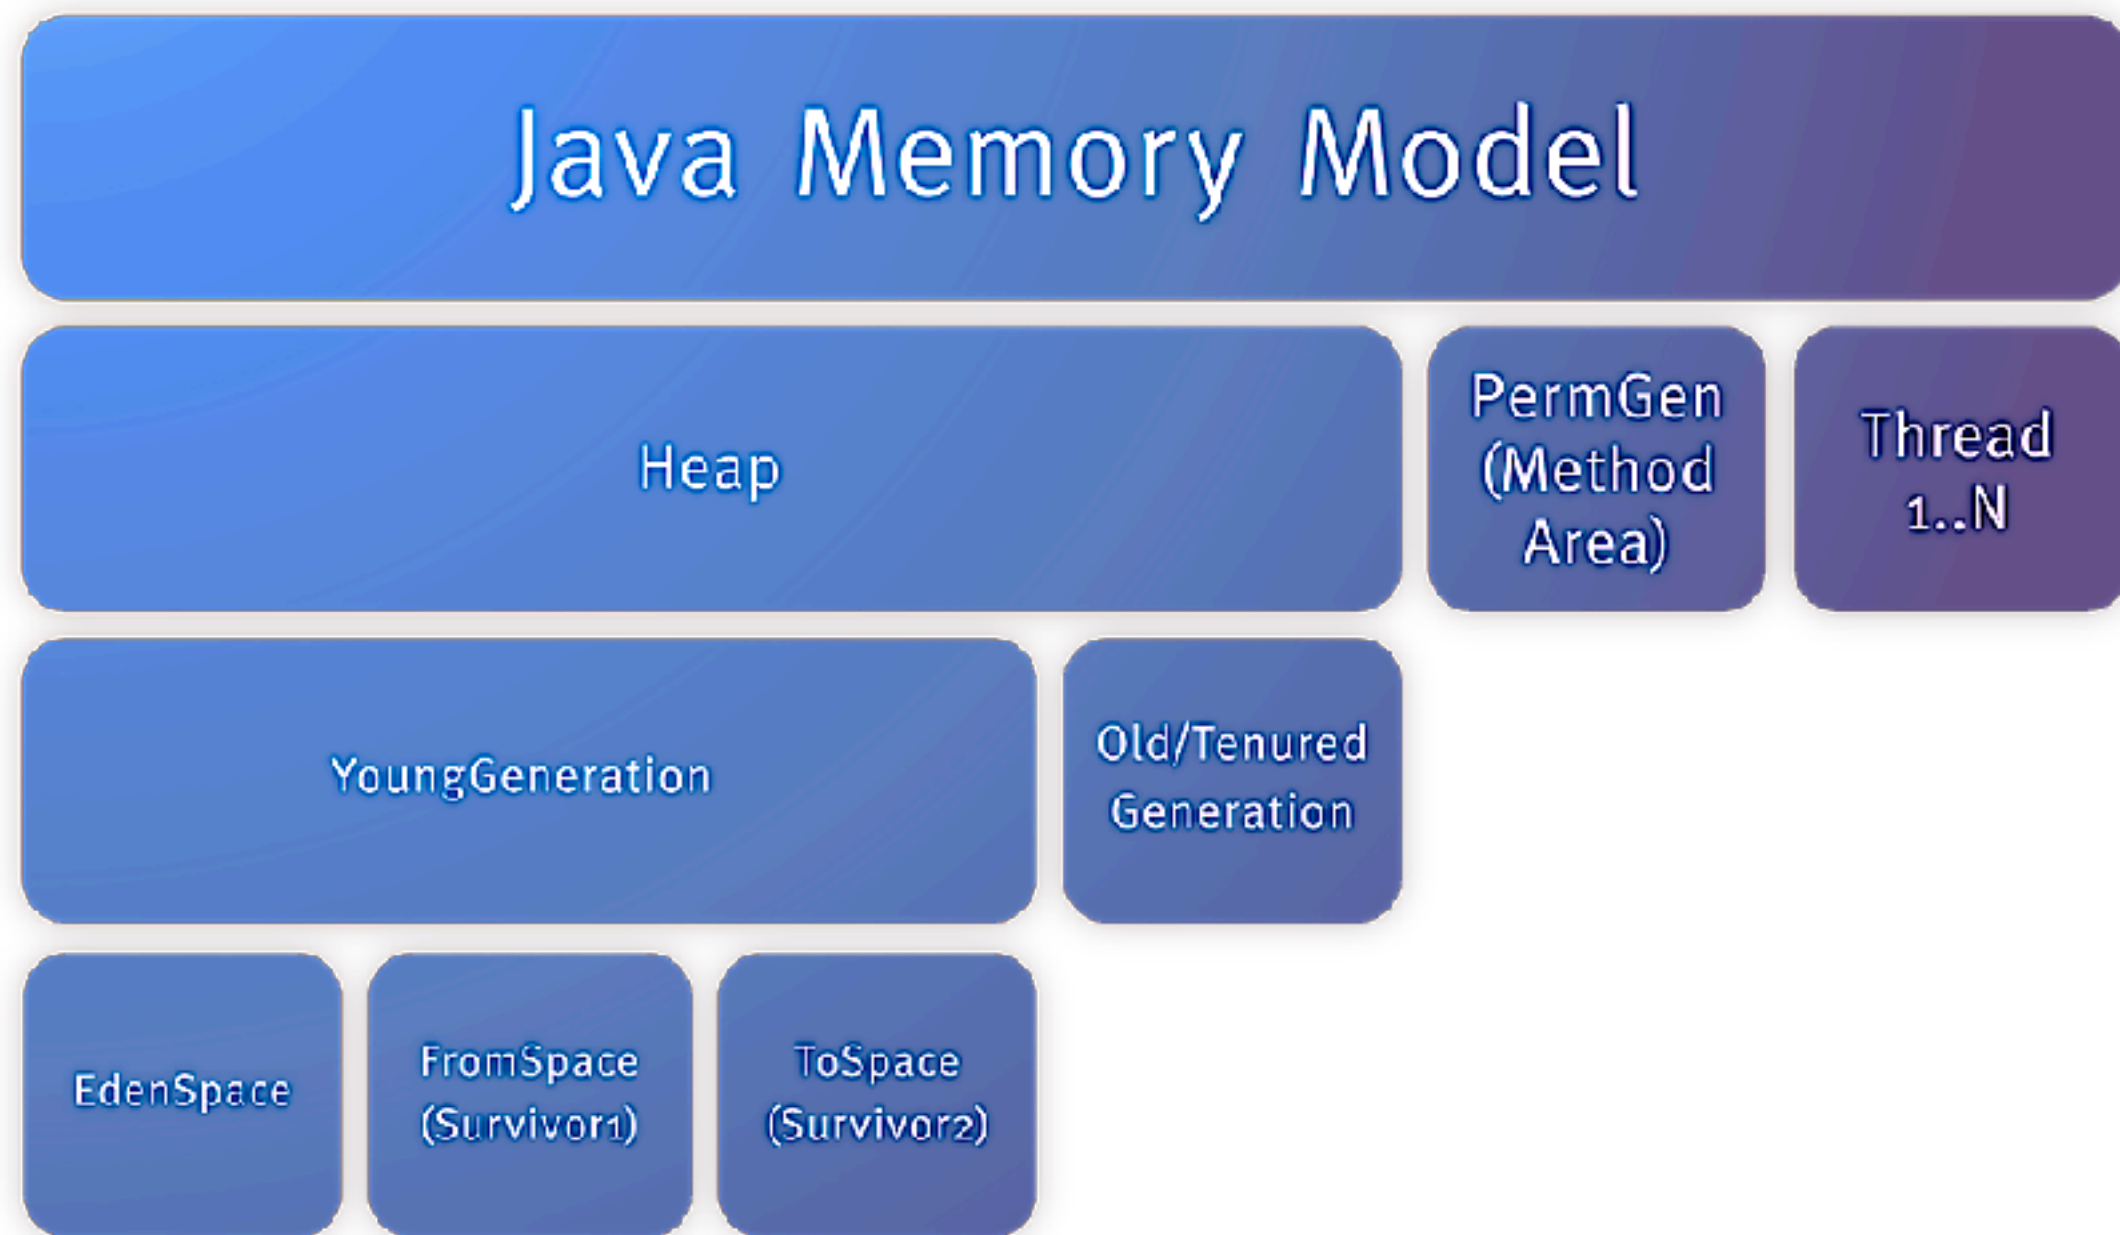 Java Memory Model
Heap
PermGen
(Method
Area)
Thread
1..N
YoungGeneration
Old/Tenured
Generation
EdenSpace
FromSpace
(Survivor1)
ToSpace
(Survivor2)